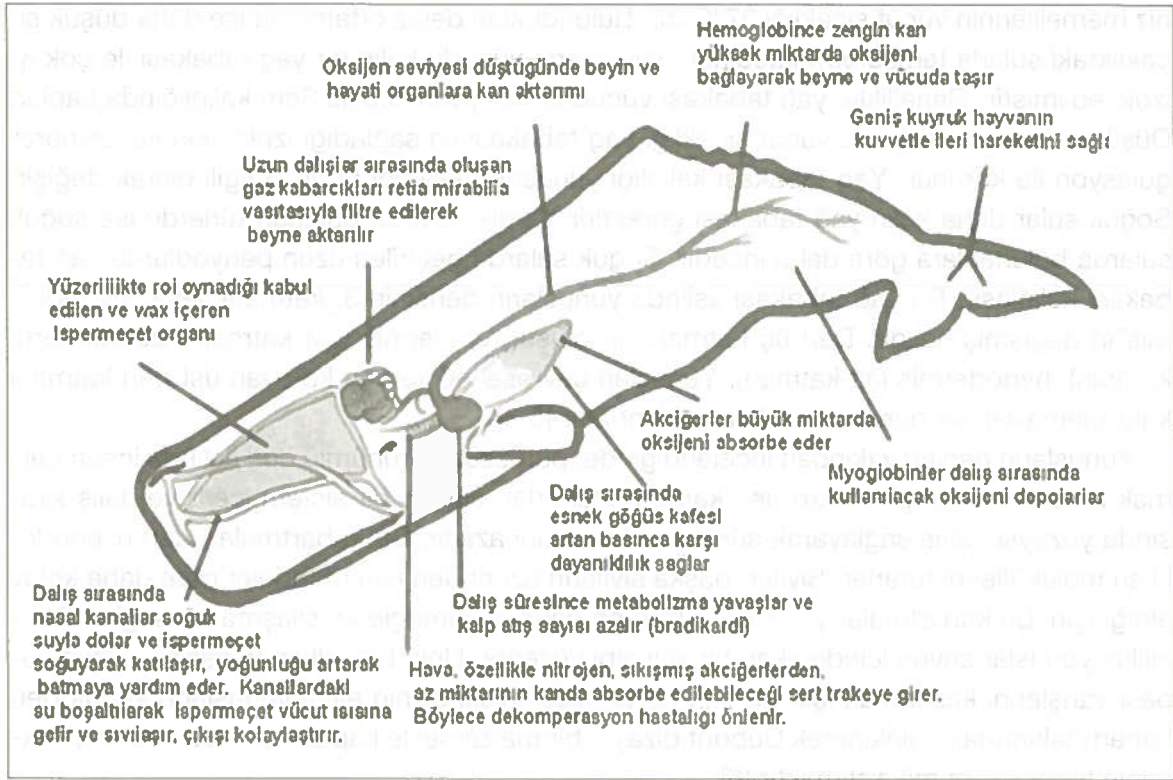 Hemoglobince zengin kan
yüksek miktarda oksijeni
bağlayarak beyne ve vücuda taşır
Oksijen seviyesi düştüğünde beyin ve
hayati organlara kan aktarımı
Geniş kuyruk hayvanın
kuvvetle ileri hareketini sağlı
Uzun dalışlar sırasında oluşan
gaz kabarcıkları retia mirabilia
vasıtasıyla filtre edilerek
beyne aktarılır
Yüzerlilikte rol oynadığı kabul
edilen ve wax içeren
ispermeçet organı
Akciğerler büyük miktarda
oksijeni absorbe eder
Myoglobinler dalış sırasında
kullanılaçak oksijeni depolarlar
Dalış sırasında
esnek göğüs kafesi
artan basınca karşı
dayanıklılık sağlar
Dalış sırasında
nasal kanallar soğuk
suyla dolar ve ispermeçet
soğuyarak katılaşır, yoğunluğu artarak
batmaya yardım eder. Kanallardaki
su boşaltılarak ispermeçet vücut ısısına
gelir ve sıvılaşır, çıkışı kolaylaştırır.
Dalış süresince metabolizma yavaşlar ve
kalp atış sayısı azalır (bradikardi)
Hava, özellikle nitrojen, sıkışmış akciğerlerden,
az miktarının kanda absorbe edilebileceği sert trakeye girer.
Böylece dekomperasyon hastalığı önlenir.